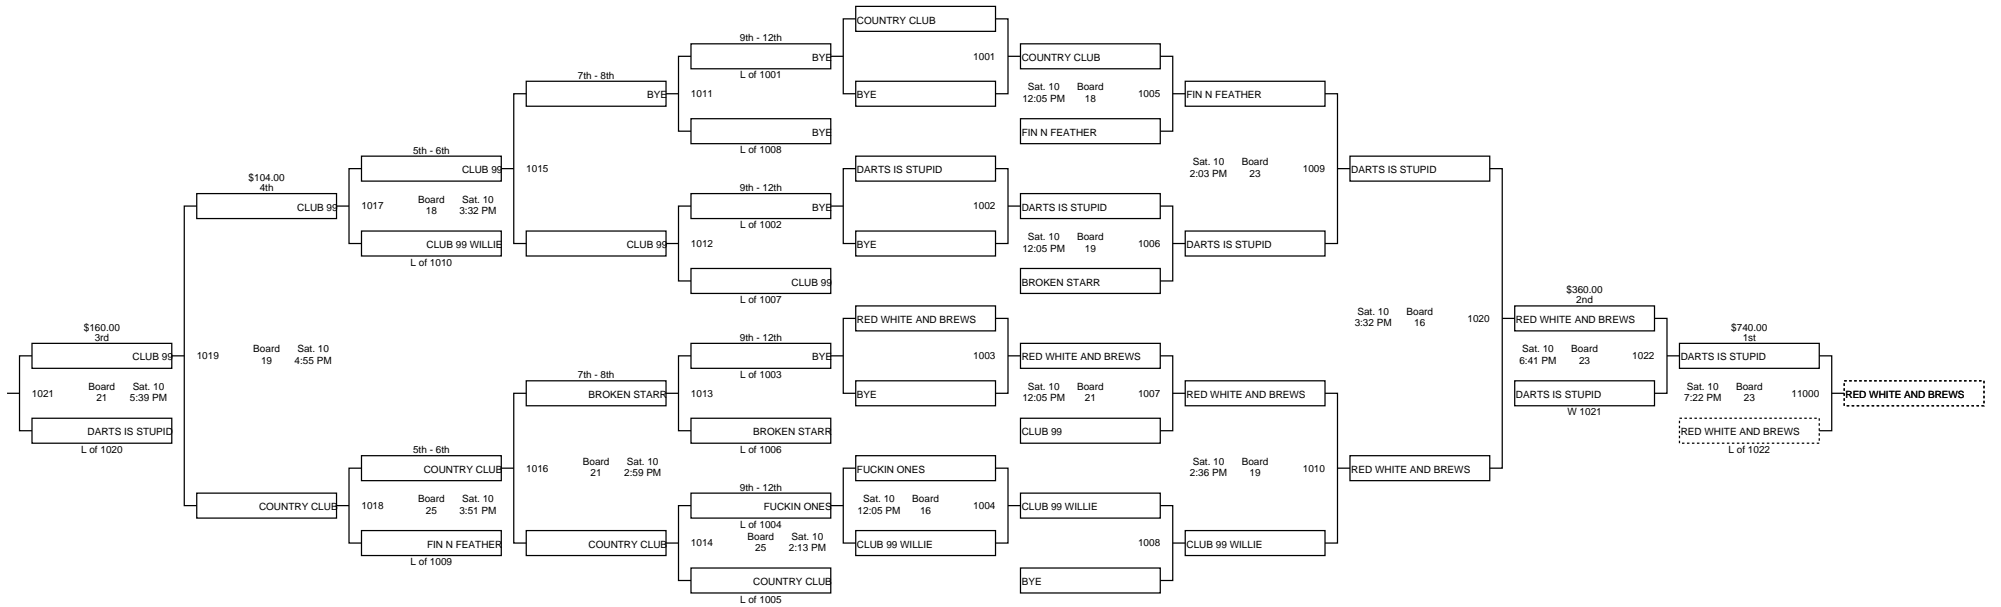 COUNTRY CLUB
9th - 12th
BYE
L of 1001
1001
COUNTRY CLUB
7th - 8th
BYE
1011
BYE
Sat. 10 Board
12:05 PM 18
1005
FIN N FEATHER
BYE
L of 1008
FIN N FEATHER
5th - 6th
CLUB 99
1015
9th - 12th
BYE
L of 1002
DARTS IS STUPID
Sat. 10 Board
2:03 PM 23
1009
DARTS IS STUPID
$104.00
4th
CLUB 99
1017
Board Sat. 10
18 3:32 PM
1002
DARTS IS STUPID
CLUB 99 WILLIE
L of 1010
CLUB 99
1012
BYE
Sat. 10 Board
12:05 PM 19
1006
DARTS IS STUPID
CLUB 99
L of 1007
BROKEN STARR
$360.00
2nd
RED WHITE AND BREWS
Sat. 10 Board
3:32 PM 16
1020
RED WHITE AND BREWS
$160.00
3rd
CLUB 99
1019
Board Sat. 10
19 4:55 PM
9th - 12th
BYE
L of 1003
1003
RED WHITE AND BREWS
Sat. 10 Board
6:41 PM 23
1022
$740.00
1st
DARTS IS STUPID
1021
Board Sat. 10
21 5:39 PM
7th - 8th
BROKEN STARR
1013
BYE
Sat. 10 Board
12:05 PM 21
1007
RED WHITE AND BREWS
DARTS IS STUPID
W 1021
Sat. 10 Board
7:22 PM 23
11000
RED WHITE AND BREWS
DARTS IS STUPID
L of 1020
BROKEN STARR
L of 1006
CLUB 99
RED WHITE AND BREWS
L of 1022
5th - 6th
COUNTRY CLUB
1016
Board Sat. 10
21 2:59 PM
FUCKIN ONES
Sat. 10 Board
2:36 PM 19
1010
RED WHITE AND BREWS
COUNTRY CLUB
1018
Board Sat. 10
25 3:51 PM
9th - 12th
FUCKIN ONES
L of 1004
Sat. 10 Board
12:05 PM 16
1004
CLUB 99 WILLIE
FIN N FEATHER
L of 1009
COUNTRY CLUB
1014
Board Sat. 10
25 2:13 PM
CLUB 99 WILLIE
1008
CLUB 99 WILLIE
COUNTRY CLUB
L of 1005
BYE